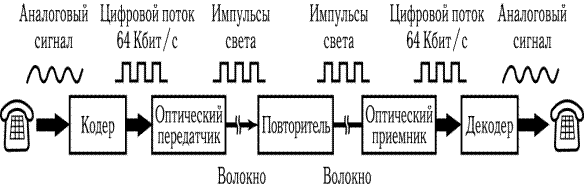 Аналоговый
сигнал
Цифровой поток
64 Кбит/с
Импульсы
света
Импульсы
света
Цифровой поток
64 Кбит/с
Аналоговый
сигнал
Кодер
Оптический
передатчик
Повторитель
Оптический
приемник
Декодер
Волокно
Волокно